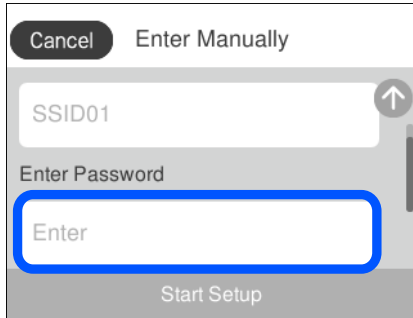 Cancel Enter Manually
SSID01
Enter Password
Enter
Start Setup